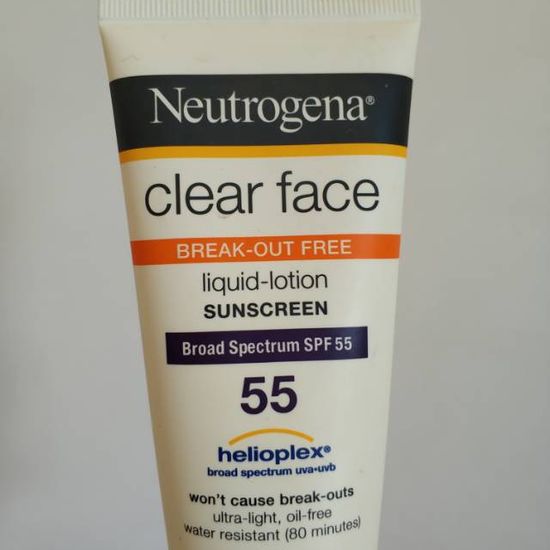 Neutrogena®
clear face
BREAK-OUT FREE
liquid-lotion
SUNSCREEN
Broad Spectrum SPF 55
55
helioplex®
broad spectrum uva•uvb
won't cause break-outs
ultra-light, oil-free
water resistant (80 minutes)